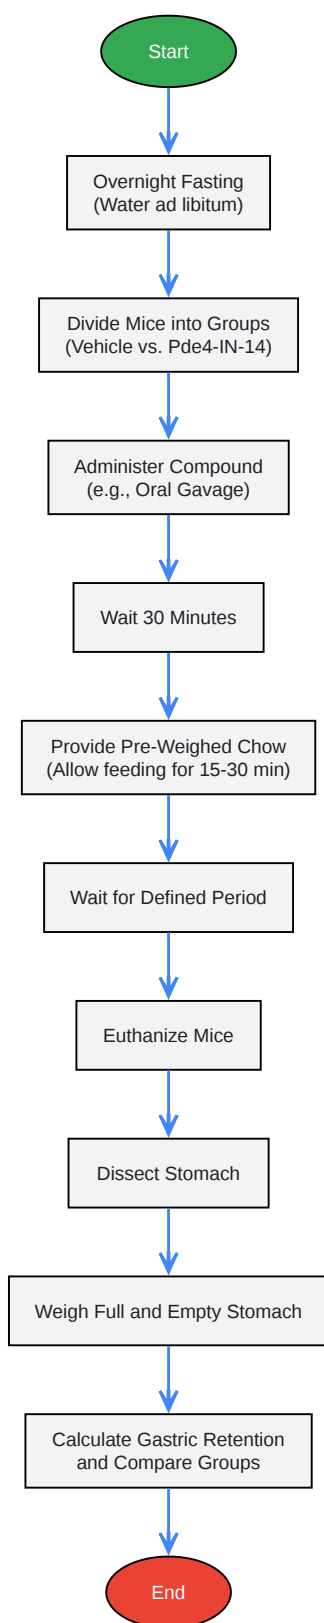 Start
Overnight Fasting
(Water ad libitum)
Divide Mice into Groups
(Vehicle vs. Pde4-IN-14)
Administer Compound
(e.g., Oral Gavage)
Wait 30 Minutes
Provide Pre-Weighed Chow
(Allow feeding for 15-30 min)
Wait for Defined Period
Euthanize Mice
Dissect Stomach
Weigh Full and Empty Stomach
Calculate Gastric Retention
and Compare Groups
End